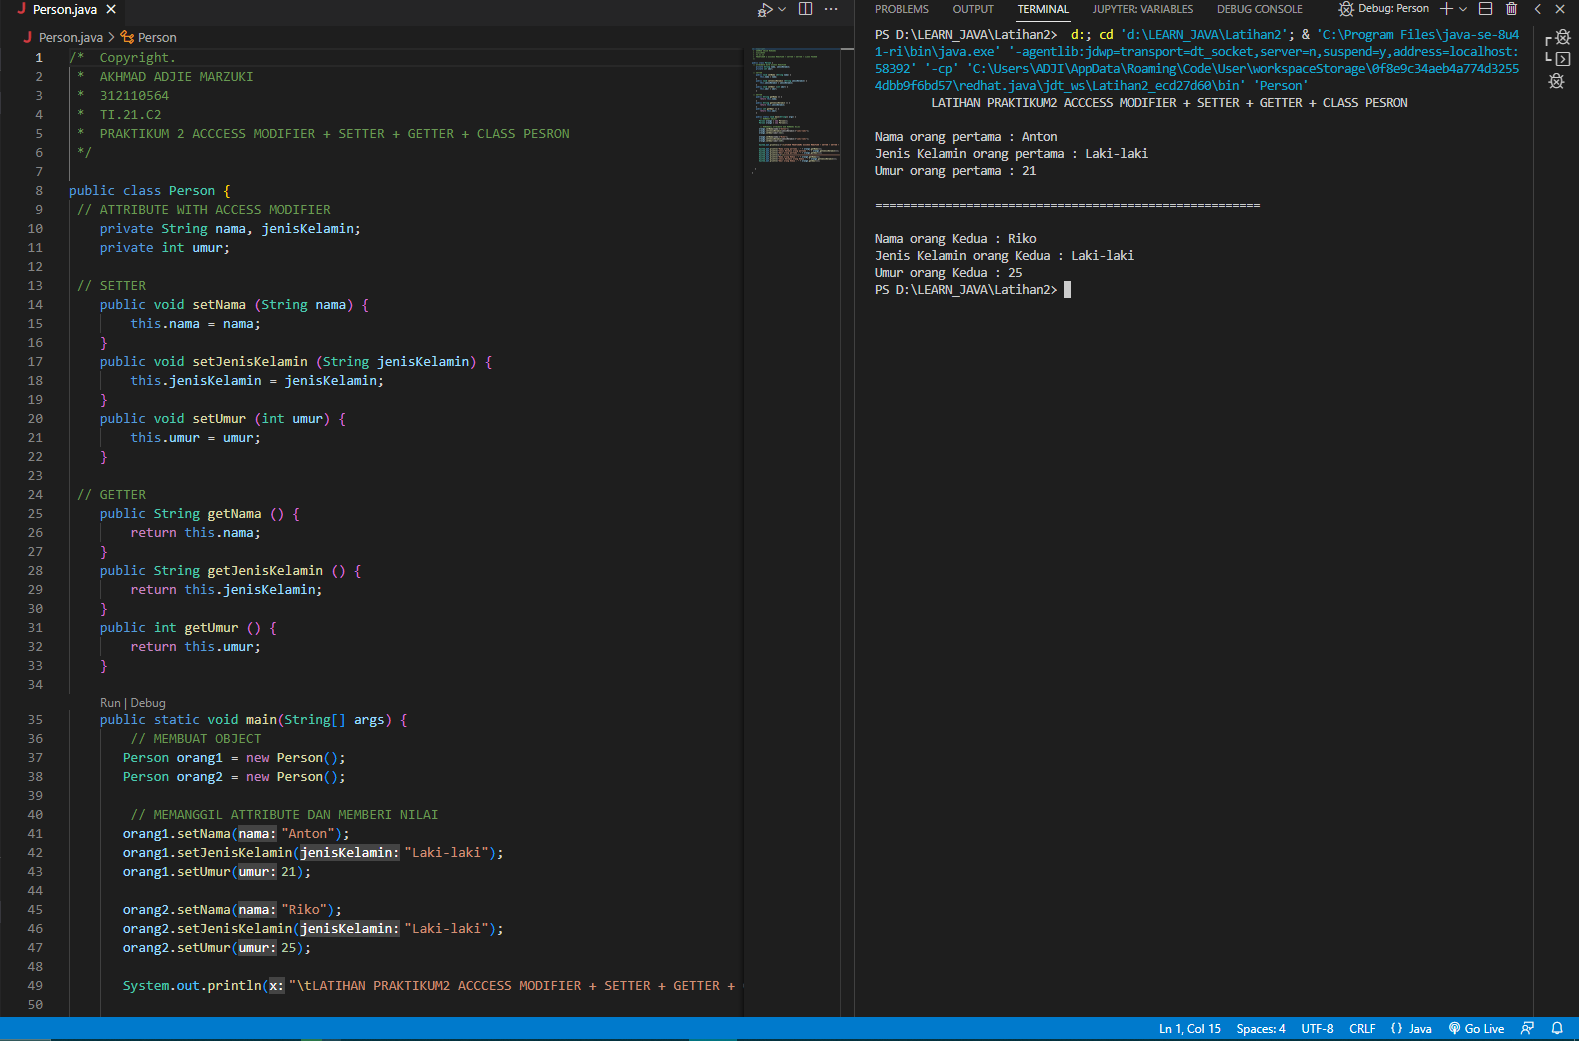 Person.java
Person.java > Person
1 /*  Copyright.
2 *  AKHMAD ADJIE MARZUKI
3 *  312110564
4 *  TI.21.C2
5 *  PRAKTIKUM 2 ACCCESS MODIFIER + SETTER + GETTER + CLASS PESRON
6 */
7
8 public class Person {
9 // ATTRIBUTE WITH ACCESS MODIFIER
10 private String nama, jenisKelamin;
11 private int umur;
12
13 // SETTER
14 public void setNama (String nama) {
15 this.nama = nama;
16 }
17 public void setJenisKelamin (String jenisKelamin) {
18 this.jenisKelamin = jenisKelamin;
19 }
20 public void setUmur (int umur) {
21 this.umur = umur;
22 }
23
24 // GETTER
25 public String getNama () {
26 return this.nama;
27 }
28 public String getJenisKelamin () {
29 return this.jenisKelamin;
30 }
31 public int getUmur () {
32 return this.umur;
33 }
34
Run | Debug
35 public static void main(String[] args) {
36 // MEMBUAT OBJECT
37 Person orang1 = new Person();
38 Person orang2 = new Person();
39
40 // MEMANGGIL ATTRIBUTE DAN MEMBERI NILAI
41 orang1.setNama(nama: "Anton");
42 orang1.setJenisKelamin(jenisKelamin: "Laki-laki");
43 orang1.setUmur(umur: 21);
44
45 orang2.setNama(nama: "Riko");
46 orang2.setJenisKelamin(jenisKelamin: "Laki-laki");
47 orang2.setUmur(umur: 25);
48
49 System.out.println(x: "\tLATIHAN PRAKTIKUM2 ACCCESS MODIFIER + SETTER + GETTER +
50
PROBLEMS OUTPUT TERMINAL JUPYTER: VARIABLES DEBUG CONSOLE Debug: Person
PS D:\LEARN_JAVA\Latihan2>  d:; cd 'd:\LEARN_JAVA\Latihan2'; & 'C:\Program Files\java-se-8u4
1-ri\bin\java.exe' '-agentlib:jdwp=transport=dt_socket,server=n,suspend=y,address=localhost:
58392' '-cp' 'C:\Users\ADJI\AppData\Roaming\Code\User\workspaceStorage\0f8e9c34aeb4a774d3255
4dbb9f6bd57\redhat.java\jdt_ws\Latihan2_ecd27d60\bin' 'Person'
LATIHAN PRAKTIKUM2 ACCCESS MODIFIER + SETTER + GETTER + CLASS PESRON
Nama orang pertama : Anton
Jenis Kelamin orang pertama : Laki-laki
Umur orang pertama : 21
=======================================================
Nama orang Kedua : Riko
Jenis Kelamin orang Kedua : Laki-laki
Umur orang Kedua : 25
PS D:\LEARN_JAVA\Latihan2>
Ln 1, Col 15 Spaces: 4 UTF-8 CRLF {} Java Go Live